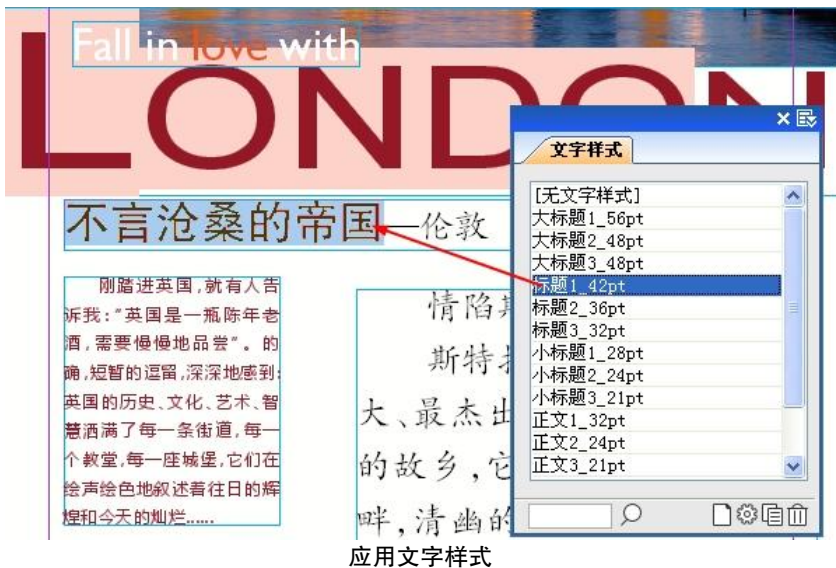 Fall in love with
LONDON
文字样式
[无文字样式]
大标题1_56pt
大标题2_48pt
大标题3_48pt
标题1_42pt
标题2_36pt
标题3_32pt
小标题1_28pt
小标题2_24pt
小标题3_21pt
正文1_32pt
正文2_24pt
正文3_21pt
不言沧桑的帝国—伦敦
刚踏进英国,就有人告
诉我:“英国是一瓶陈年老
酒,需要慢慢地品尝”。的
确,短暂的逗留,深深地感到:
英国的历史、文化、艺术、智
慧洒满了每一条街道,每一
个教堂,每一座城堡,它们在
绘声绘色地叙述着往日的辉
煌和今天的灿烂......
情陷
斯特
大、最杰出
的故乡,它
畔,清幽的
应用文字样式